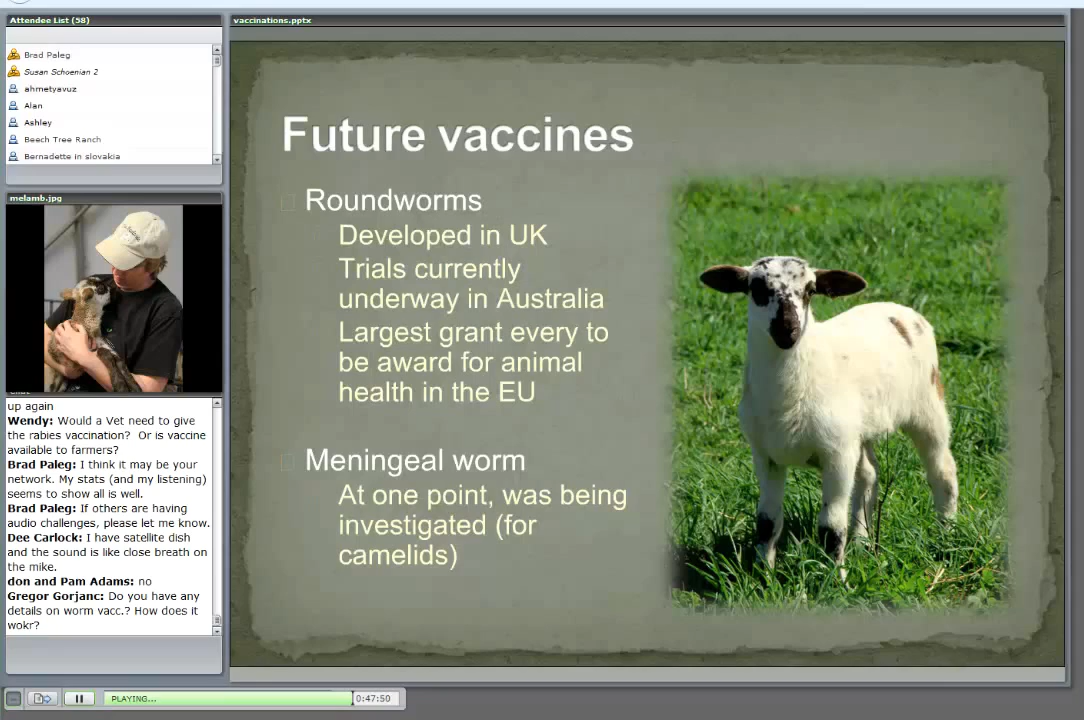 Attendee List (58)
Brad Paleg
Susan Schoenian 2
ahmetyavuz
Alan
Ashley
Beech Tree Ranch
Bernadette in slovakia
melamb.jpg
up again
Wendy: Would a Vet need to give
the rabies vaccination? Or is vaccine
available to farmers?
Brad Paleg: I think it may be your
network. My stats (and my listening)
seems to show all is well.
Brad Paleg: If others are having
audio challenges, please let me know.
Dee Carlock: I have satellite dish
and the sound is like close breath on
the mike.
don and Pam Adams: no
Gregor Gorjanc: Do you have any
details on worm vacc.? How does it
wokr?
vaccinations.pptx
Future vaccines
Roundworms
Developed in UK
Trials currently
underway in Australia
Largest grant every to
be award for animal
health in the EU
Meningeal worm
At one point, was being
investigated (for
camelids)
PLAYING...
0:47:50